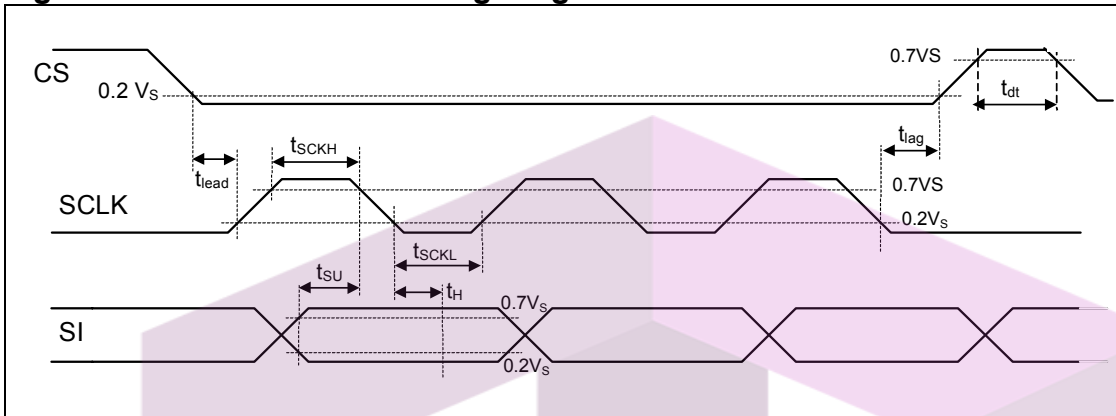 CS
0.2 VS
0.7VS
tdt
tSCKH
tlead
tlag
SCLK
0.7VS
0.2VS
tSCKL
tSU
tH
SI
0.7VS
0.2VS